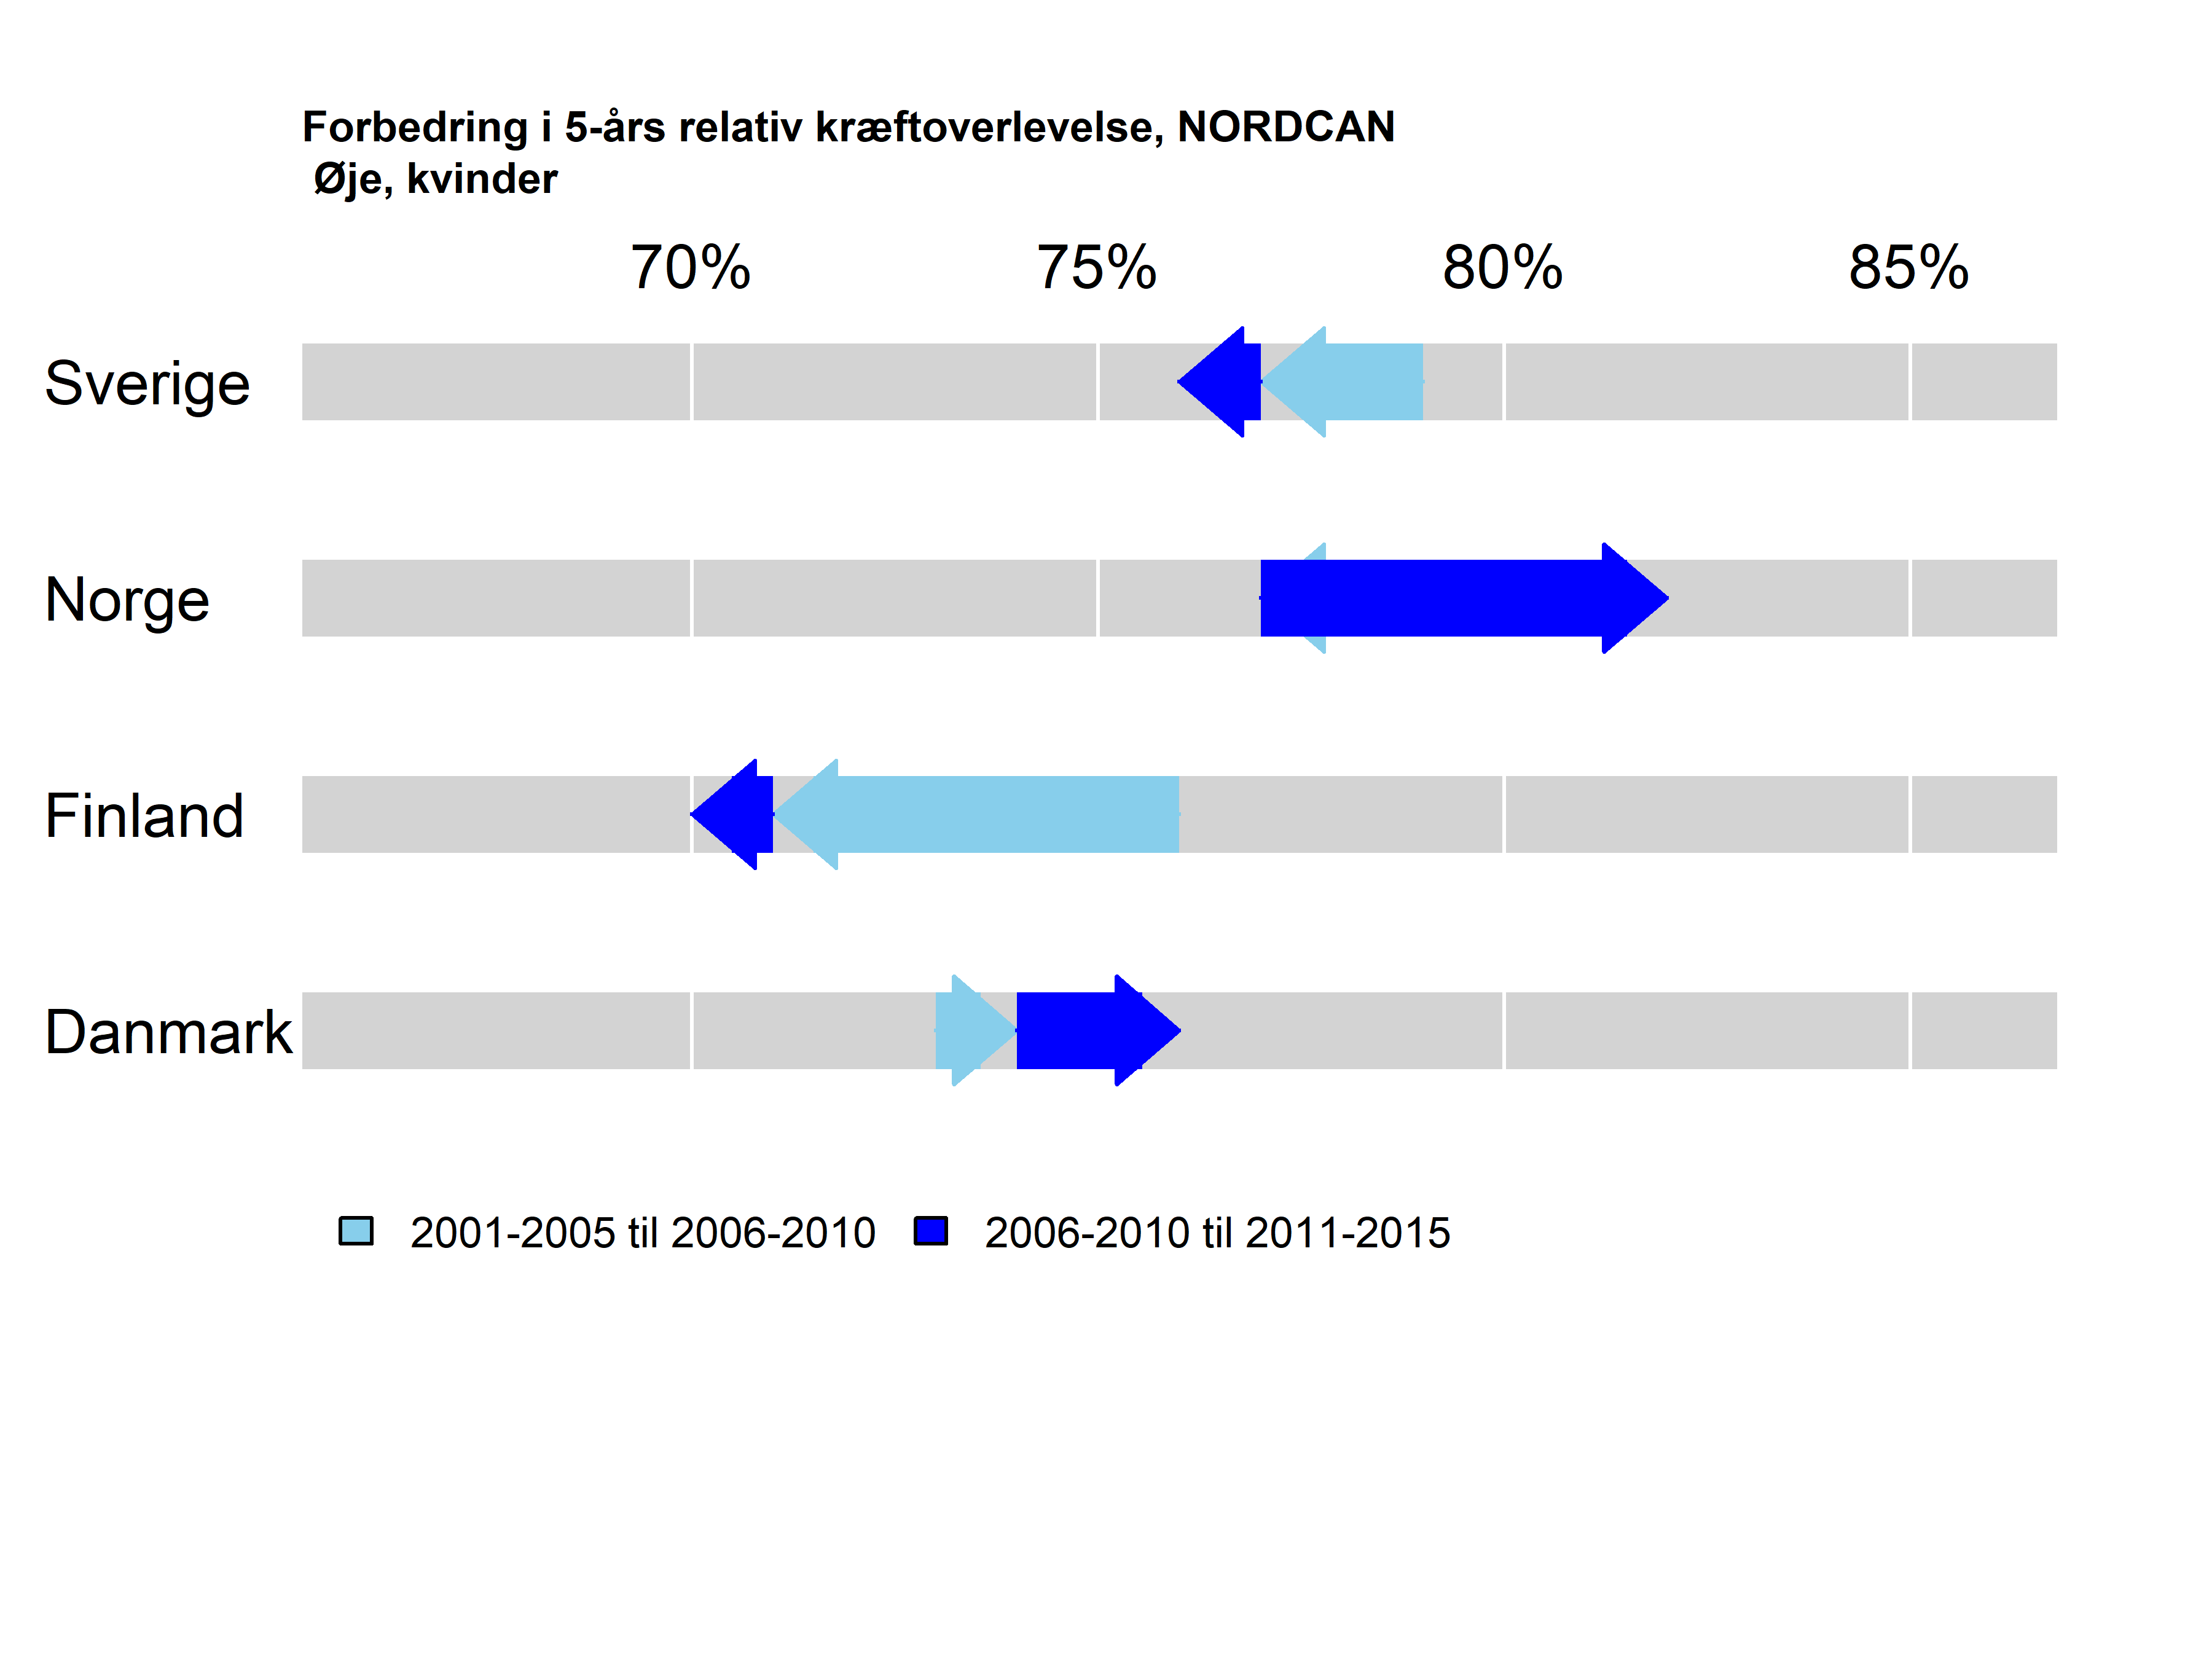 Forbedring i 5-års relativ kræftoverlevelse, NORDCAN
Øje, kvinder
70% 75% 80% 85%
Sverige
Norge
Finland
Danmark
2001-2005 til 2006-2010 2006-2010 til 2011-2015